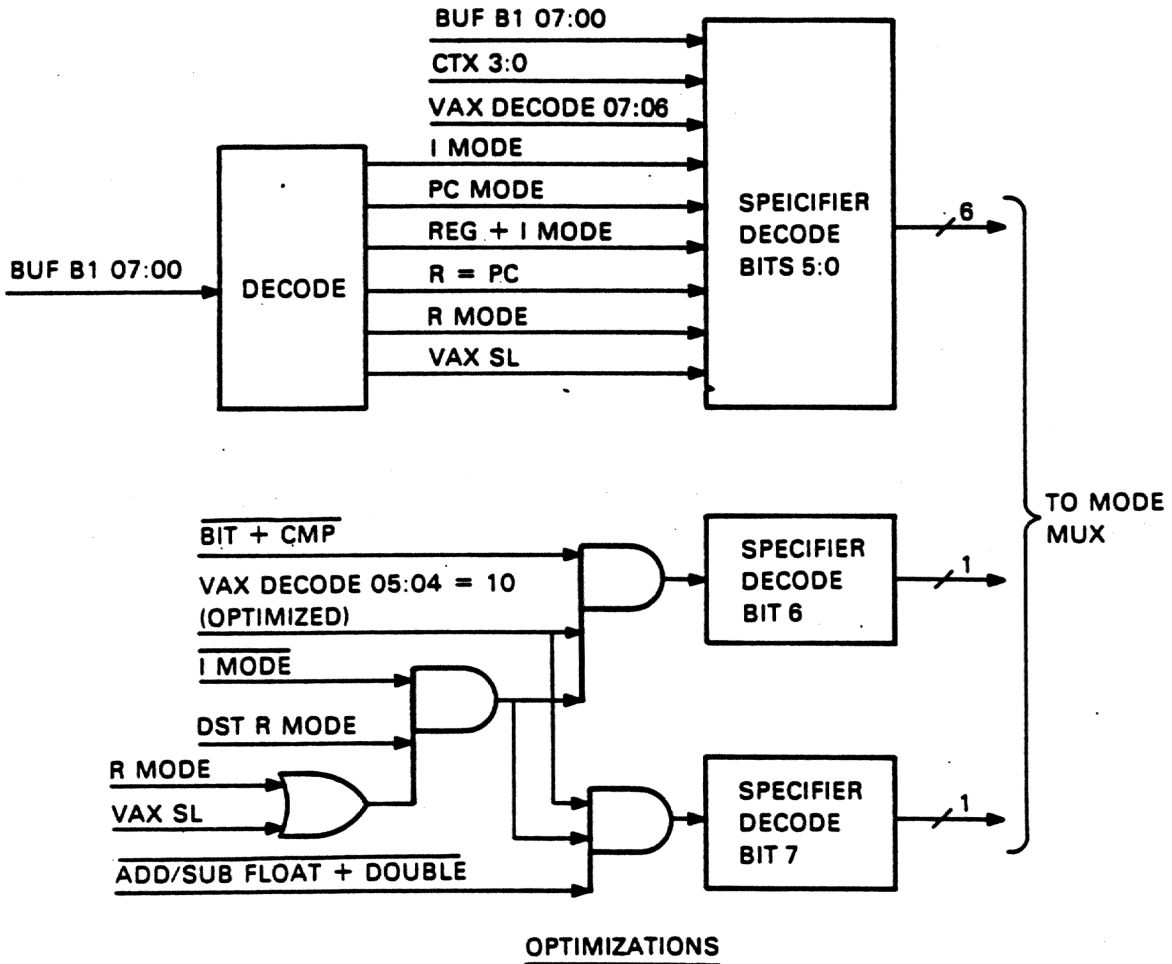 BUF B1 07:00
CTX 3:0
VAX DECODE 07:06
I MODE
PC MODE
REG + I MODE
R = PC
R MODE
VAX SL
BUF B1 07:00
DECODE
SPEICIFIER
DECODE
BITS 5:0
6
TO MODE
MUX
BIT + CMP
VAX DECODE 05:04 = 10
(OPTIMIZED)
I MODE
DST R MODE
R MODE
VAX SL
ADD/SUB FLOAT + DOUBLE
SPECIFIER
DECODE
BIT 6
1
SPECIFIER
DECODE
BIT 7
1
OPTIMIZATIONS